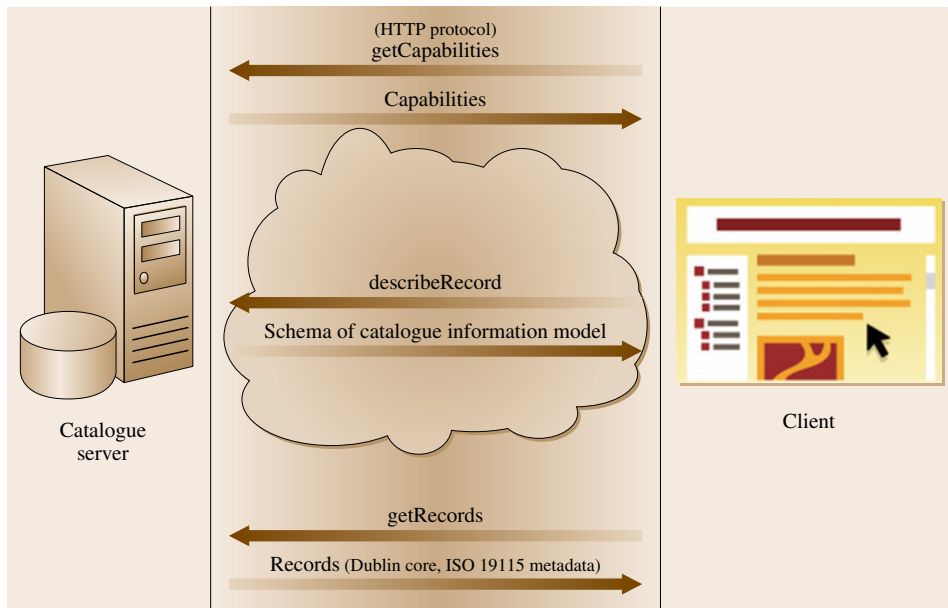 (HTTP protocol)
getCapabilities
Capabilities
describeRecord
Schema of catalogue information model
Catalogue
server
Client
getRecords
Records (Dublin core, ISO 19115 metadata)